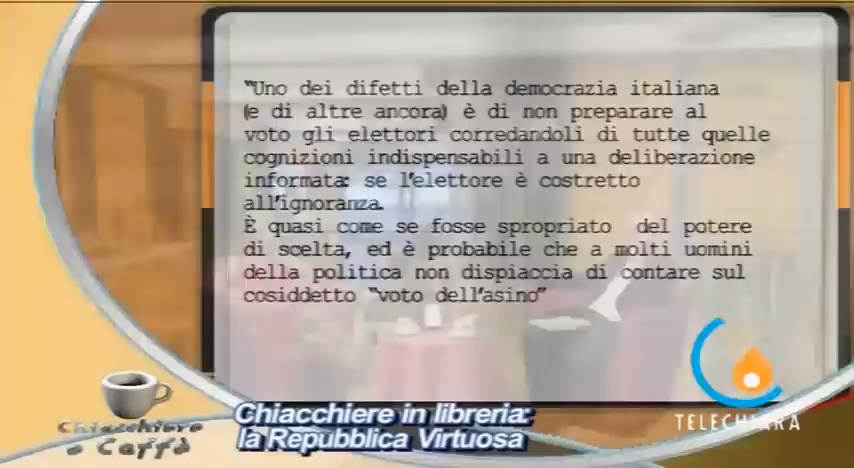 "Uno dei difetti della democrazia italiana
(e di altre ancora) è di non preparare al
voto gli elettori corredandoli di tutte quelle
cognizioni indispensabili a una deliberazione
informata: se l'elettore è costretto
all'ignoranza.
È quasi come se fosse spropriato del potere
di scelta, ed è probabile che a molti uomini
della politica non dispiaccia di contare sul
cosiddetto "voto dell'asino"
Chiacchiere in libreria:
la Repubblica Virtuosa
Chiacchiere
e Caffè
TELECHIARA